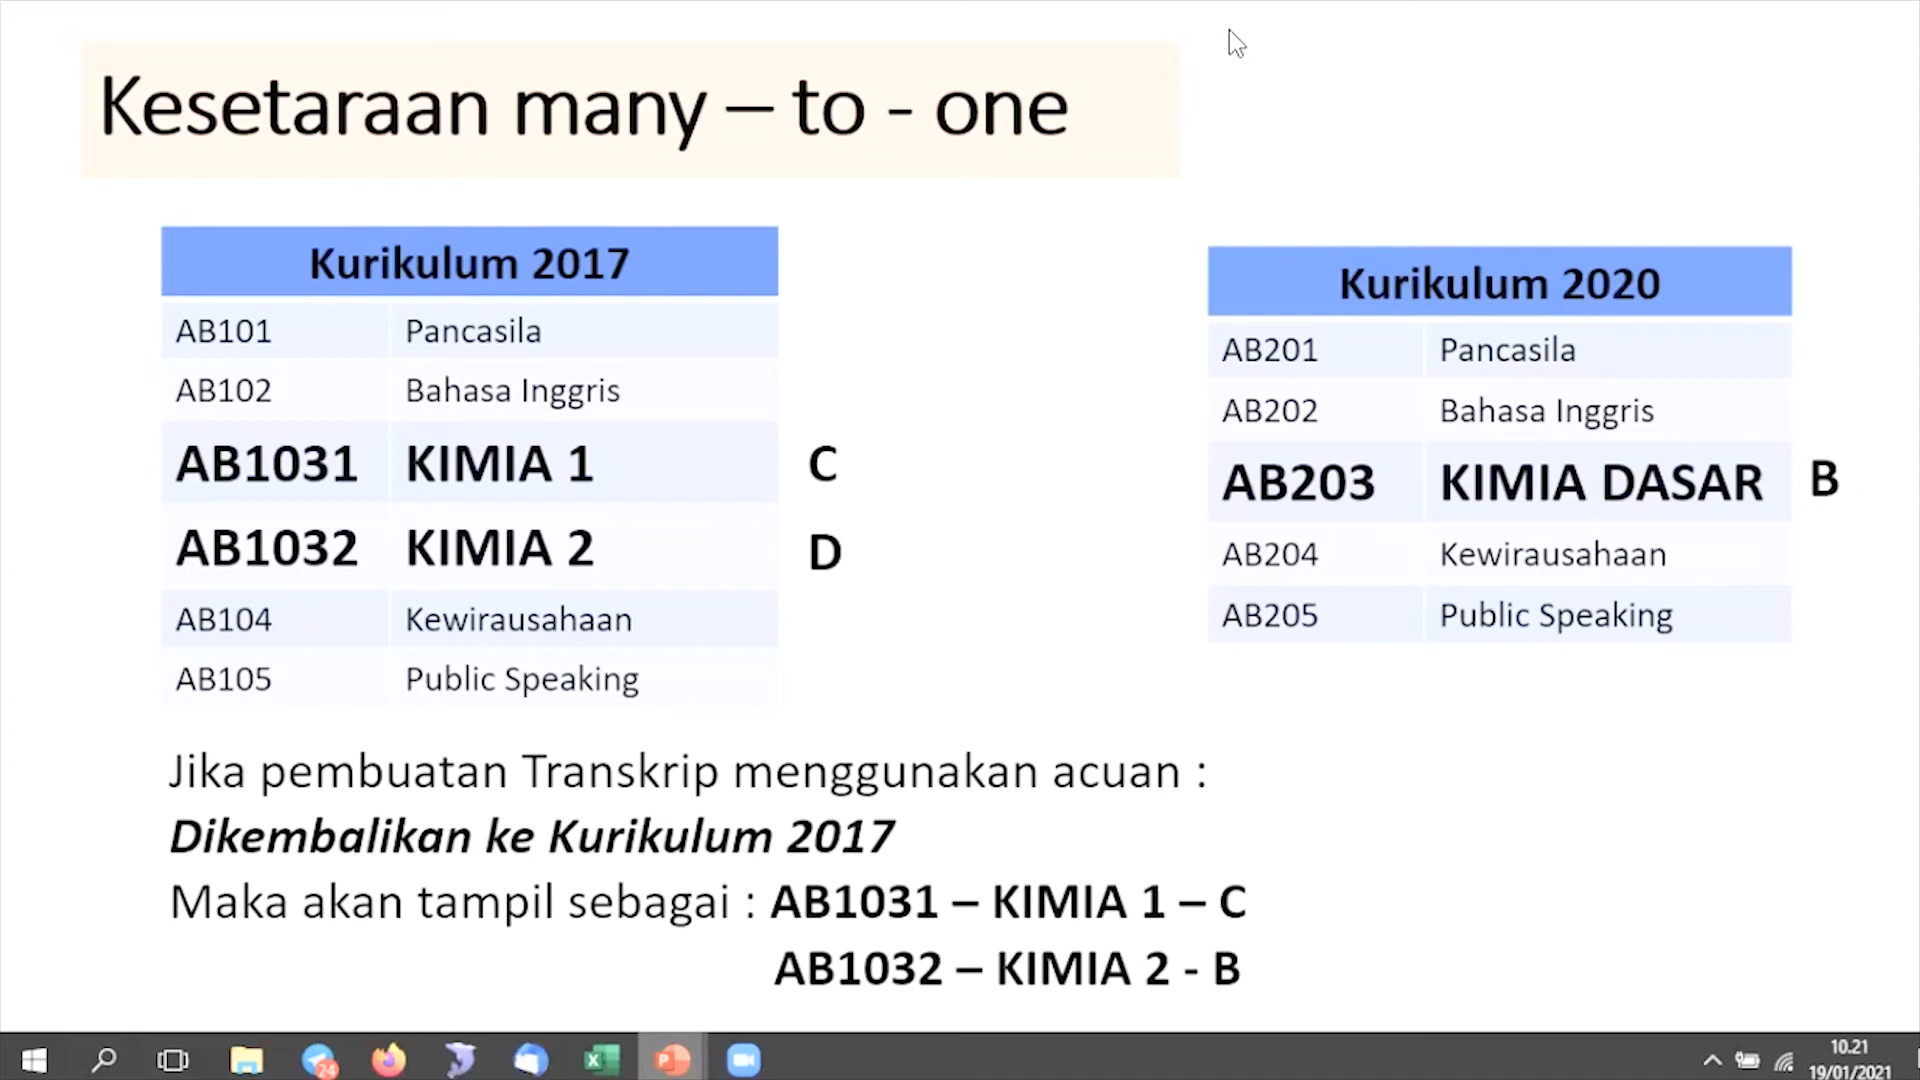 Kesetaraan many – to - one
Kurikulum 2017
AB101 Pancasila
AB102 Bahasa Inggris
AB1031 KIMIA 1 C
AB1032 KIMIA 2 D
AB104 Kewirausahaan
AB105 Public Speaking
Kurikulum 2020
AB201 Pancasila
AB202 Bahasa Inggris
AB203 KIMIA DASAR B
AB204 Kewirausahaan
AB205 Public Speaking
Jika pembuatan Transkrip menggunakan acuan :
Dikembalikan ke Kurikulum 2017
Maka akan tampil sebagai : AB1031 – KIMIA 1 – C
AB1032 – KIMIA 2 - B
24
10.21
19/01/2021